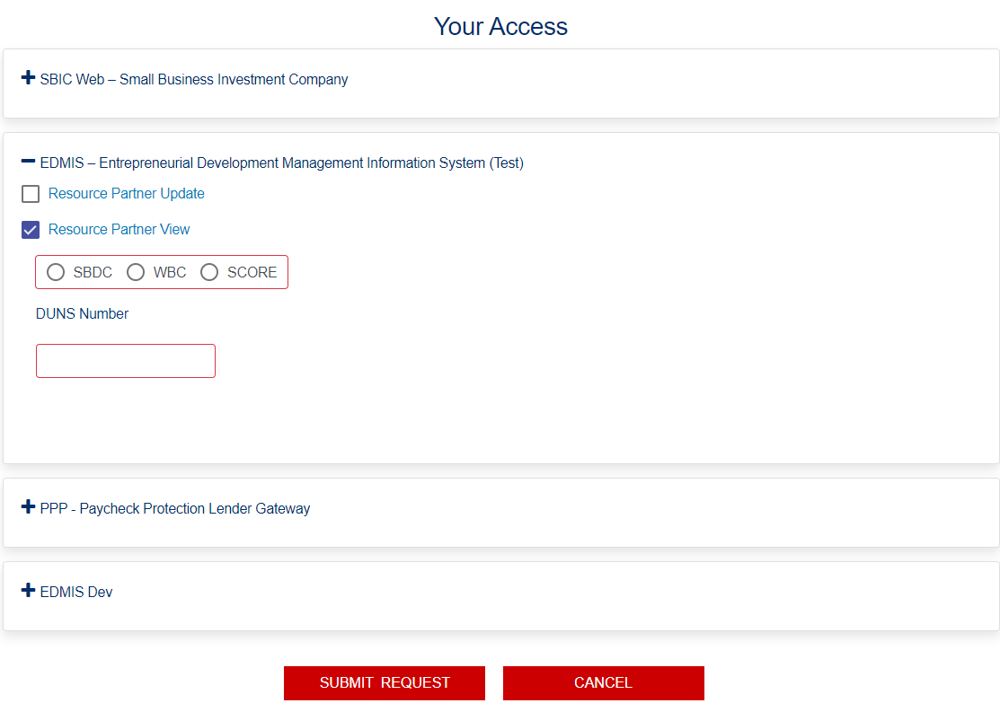 Your Access
SBIC Web – Small Business Investment Company
EDMIS – Entrepreneurial Development Management Information System (Test)
Resource Partner Update
Resource Partner View
SBDC WBC SCORE
DUNS Number
PPP - Paycheck Protection Lender Gateway
EDMIS Dev
SUBMIT REQUEST CANCEL